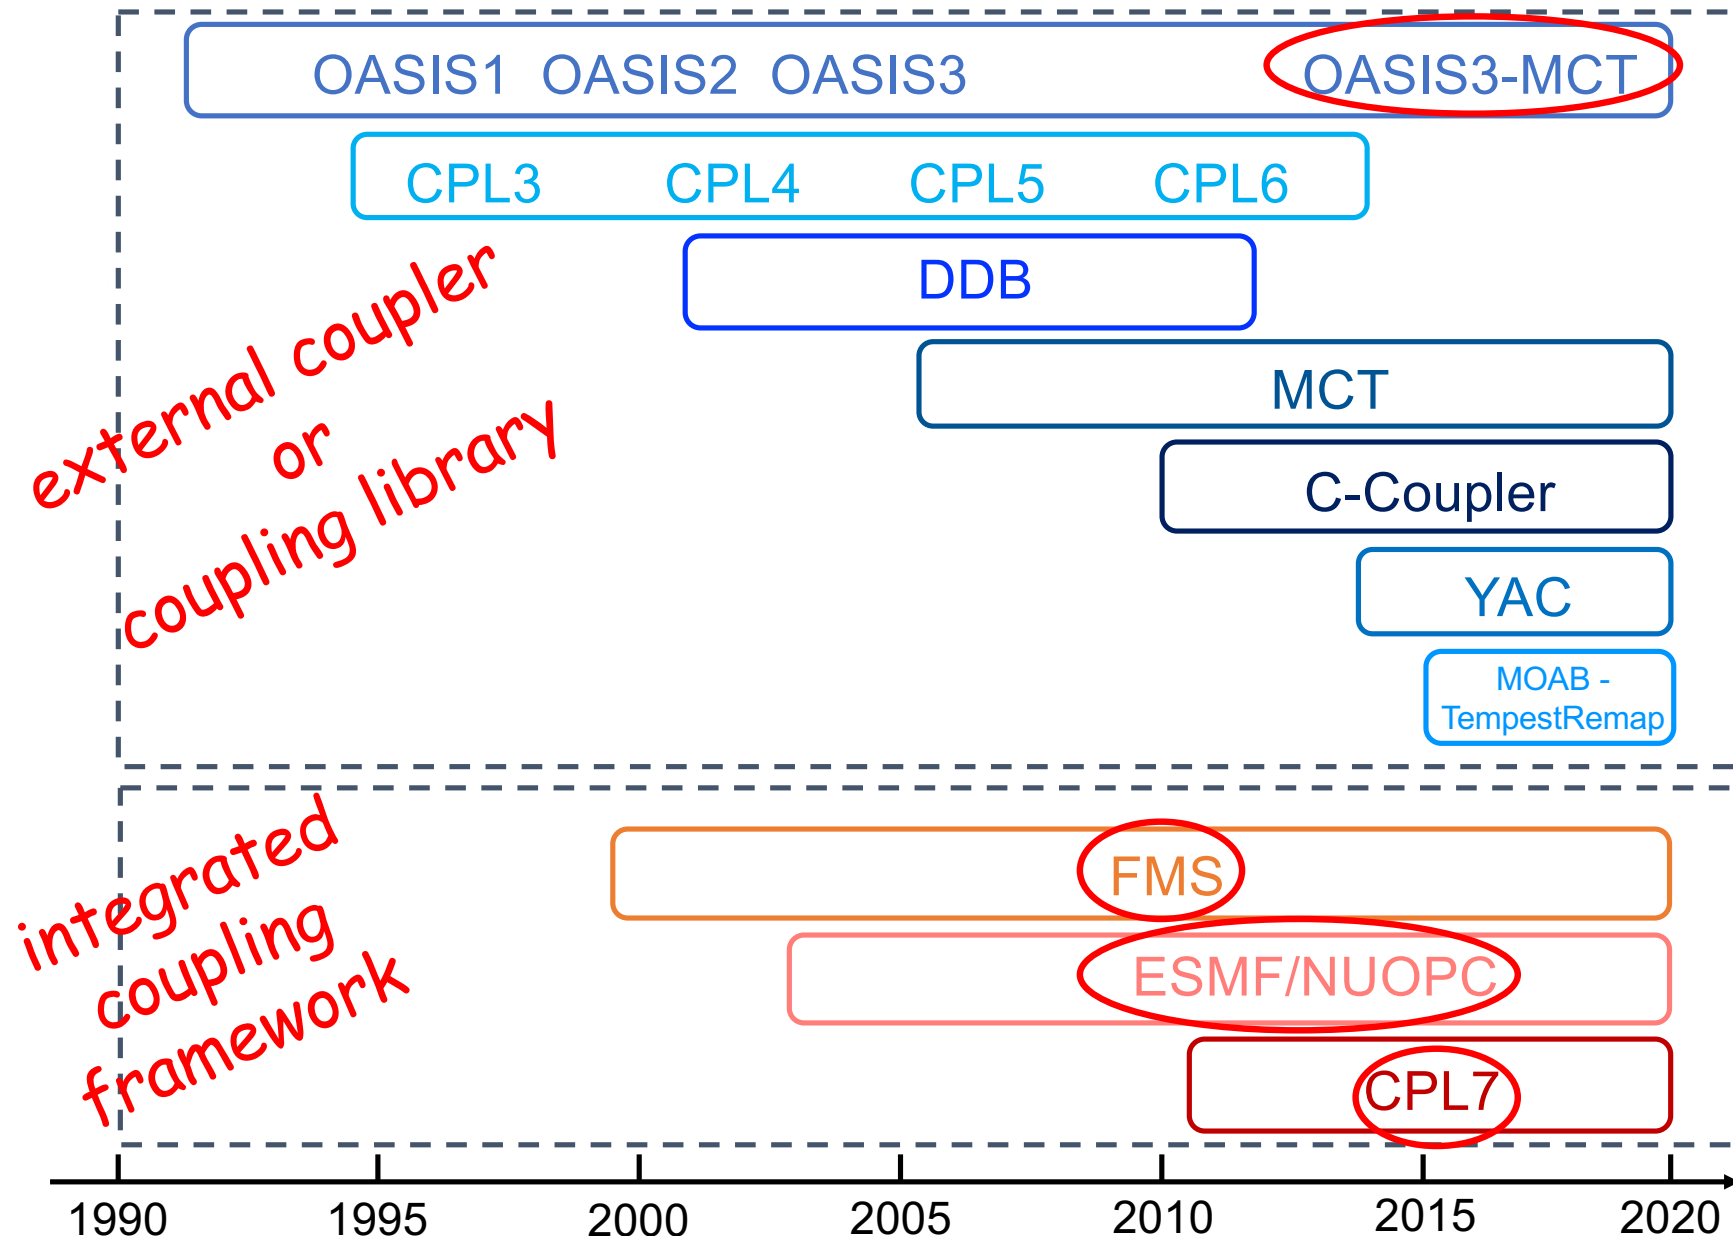 OASIS1 OASIS2 OASIS3 OASIS3-MCT
CPL3 CPL4 CPL5 CPL6
DDB
MCT
C-Coupler
YAC
MOAB -
TempestRemap
external coupler
or
coupling library
FMS
ESMF/NUOPC
CPL7
integrated
coupling
framework
1990 1995 2000 2005 2010 2015 2020